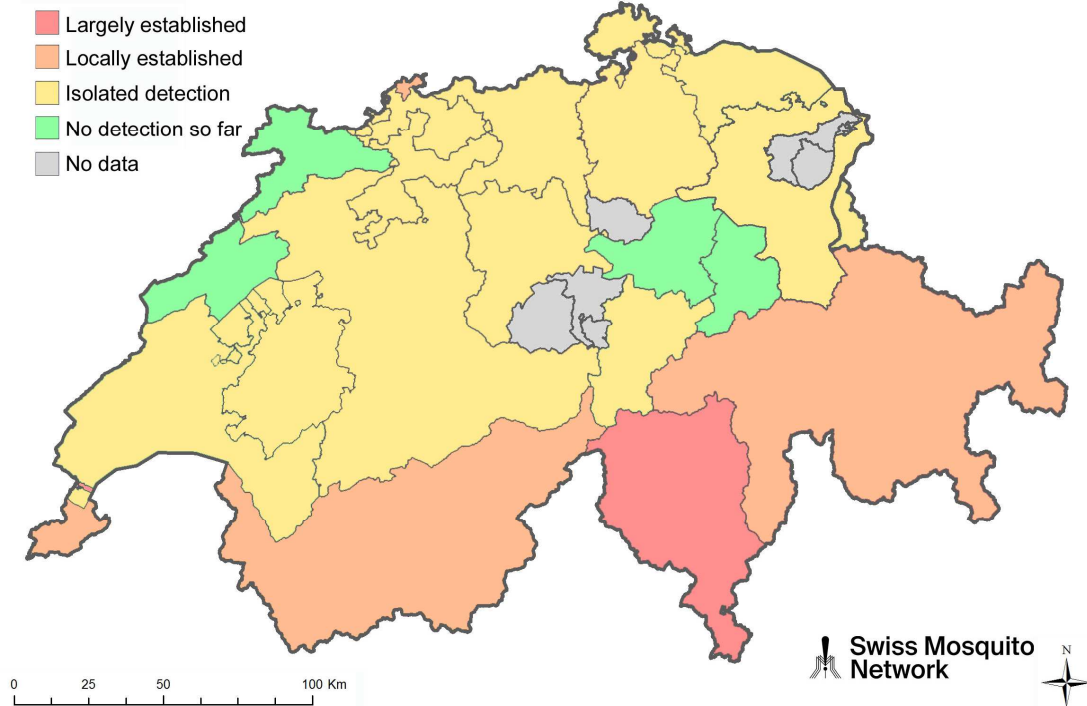 Largely established
Locally established
Isolated detection
No detection so far
No data
Swiss Mosquito
Network
N
0 25 50 100 Km